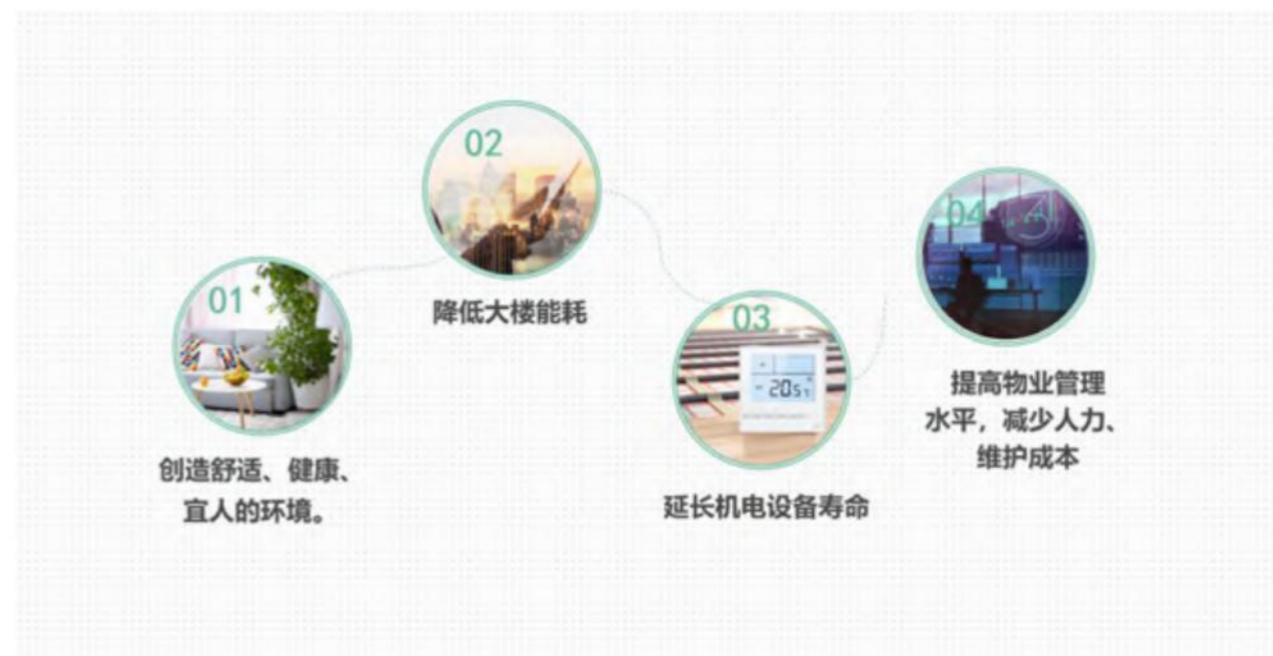 01
创造舒适、健康、
宜人的环境。
02
降低大楼能耗
03
20.5
延长机电设备寿命
04
提高物业管理
水平，减少人力、
维护成本